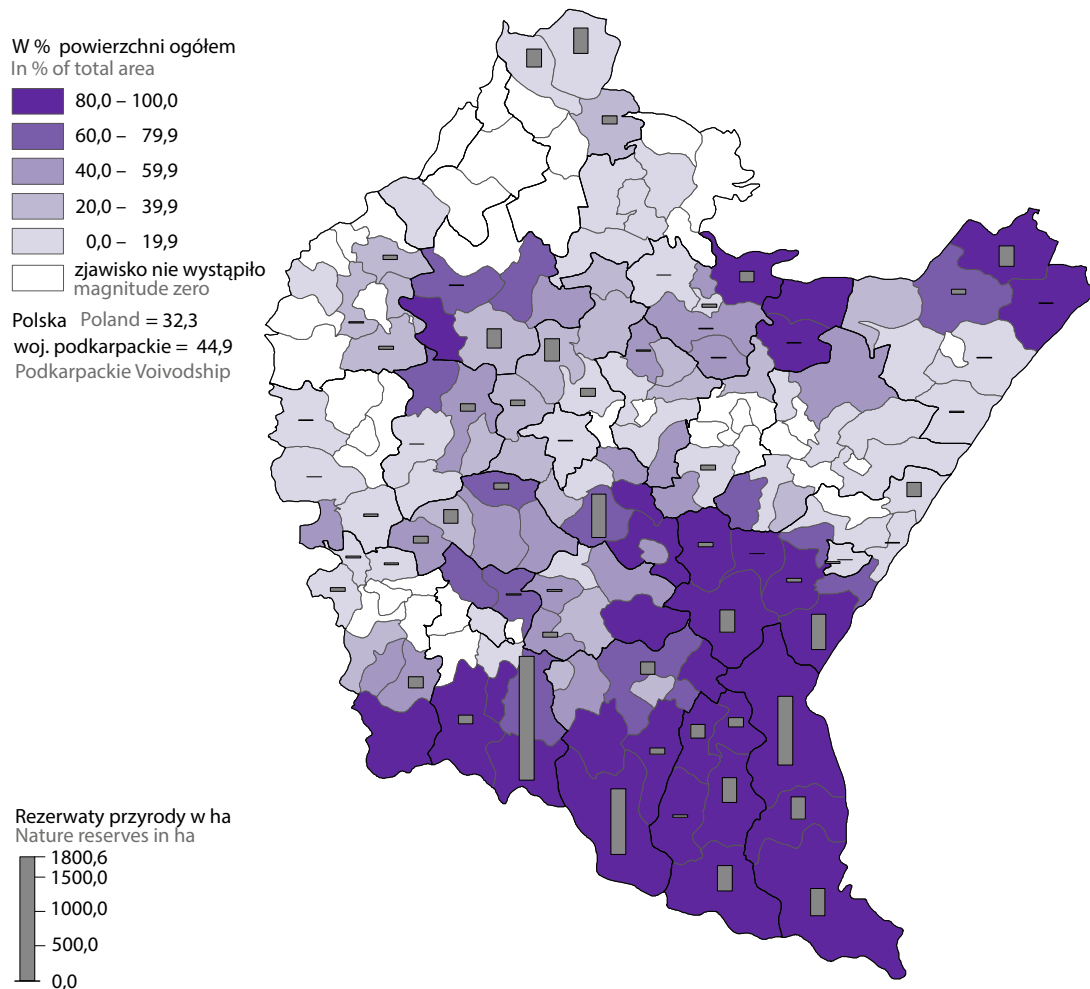 W % powierzchni ogółem
In % of total area
80,0 – 100,0
60,0 – 79,9
40,0 – 59,9
20,0 – 39,9
0,0 – 19,9
zjawisko nie wystąpiło
magnitude zero
Polska Poland = 32,3
woj. podkarpackie = 44,9
Podkarpackie Voivodship
Rezerwaty przyrody w ha
Nature reserves in ha
1800,6
1500,0
1000,0
500,0
0,0